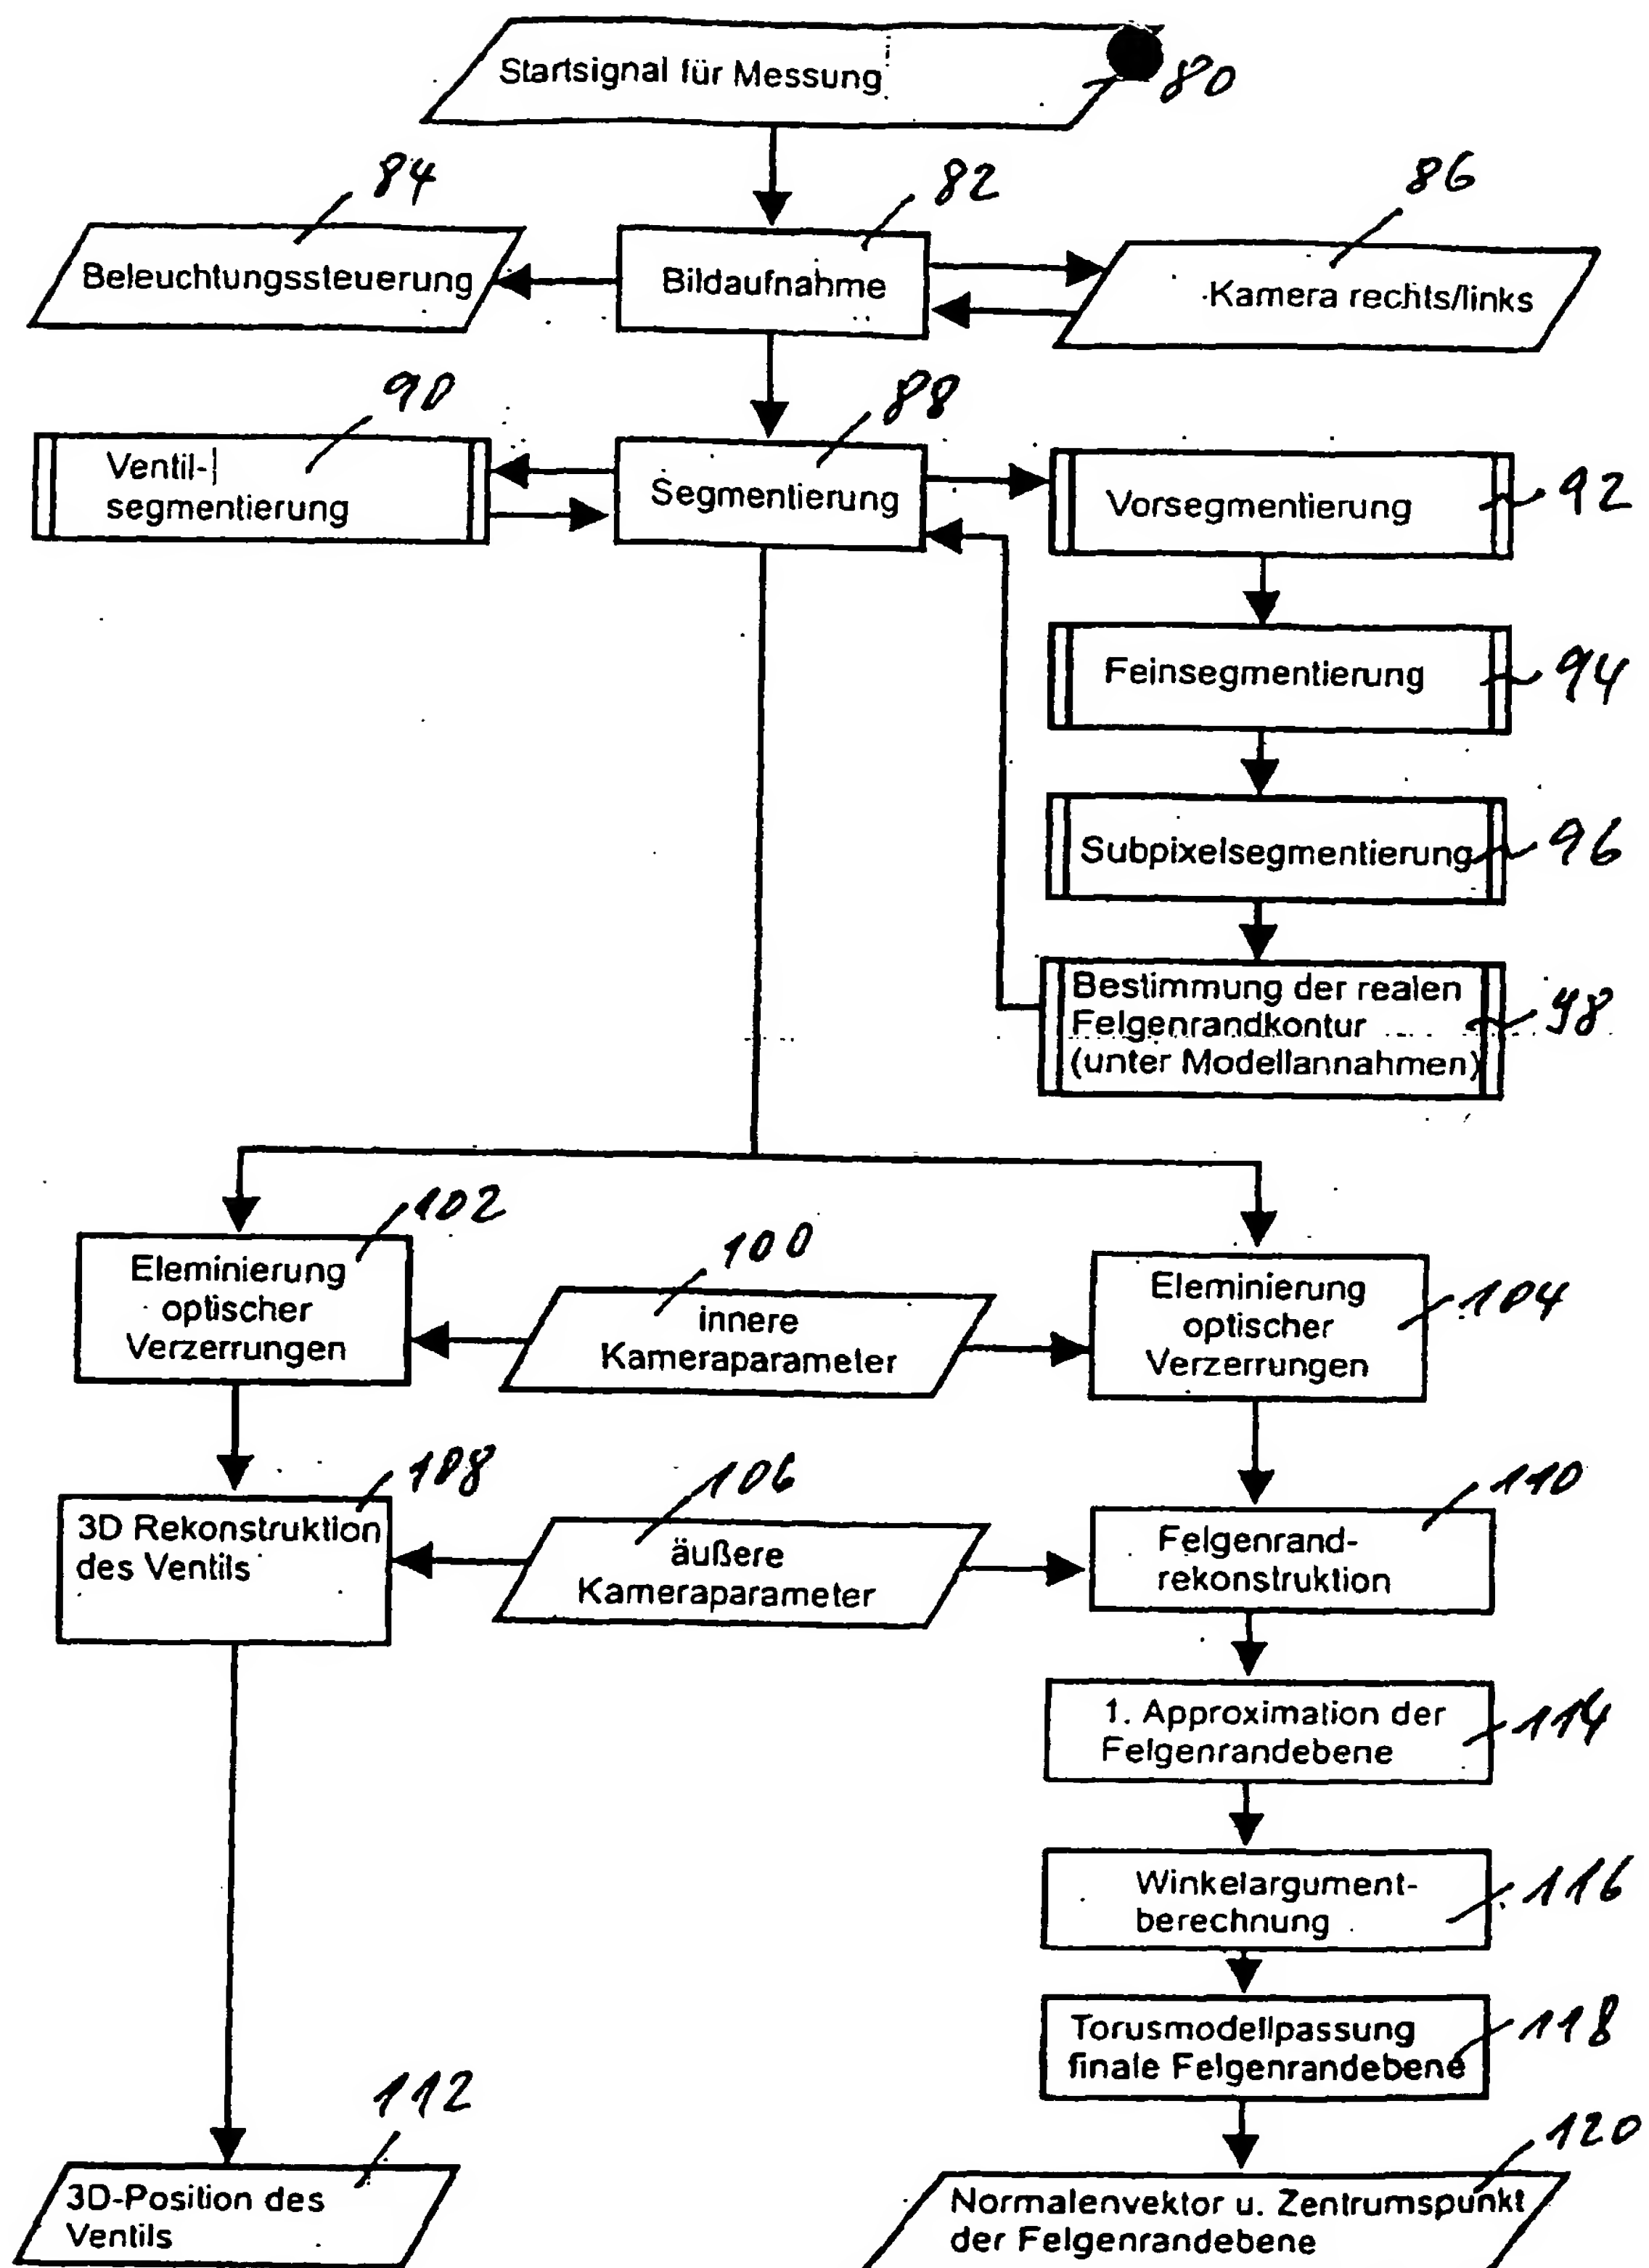 Startsignal für Messung
80
84
82
86
Beleuchtungssteuerung
Bildaufnahme
Kamera rechts/links
90
88
Ventil-
segmentierung
Segmentierung
Vorsegmentierung
92
Feinsegmentierung
94
Subpixelsegmentierung
96
Bestimmung der realen
Felgenrandkontur
(unter Modellannahmen)
98
102
100
Eleminierung
optischer
Verzerrungen
innere
Kameraparameter
Eleminierung
optischer
Verzerrungen
104
108
106
110
3D Rekonstruktion
des Ventils
äußere
Kameraparameter
Felgenrand-
rekonstruktion
1. Approximation der
Felgenrandebene
114
Winkelargument-
berechnung
116
Torusmodellpassung
finale Felgenrandebene
118
112
120
3D-Position des
Ventils
Normalenvektor u. Zentrumspunkt
der Felgenrandebene